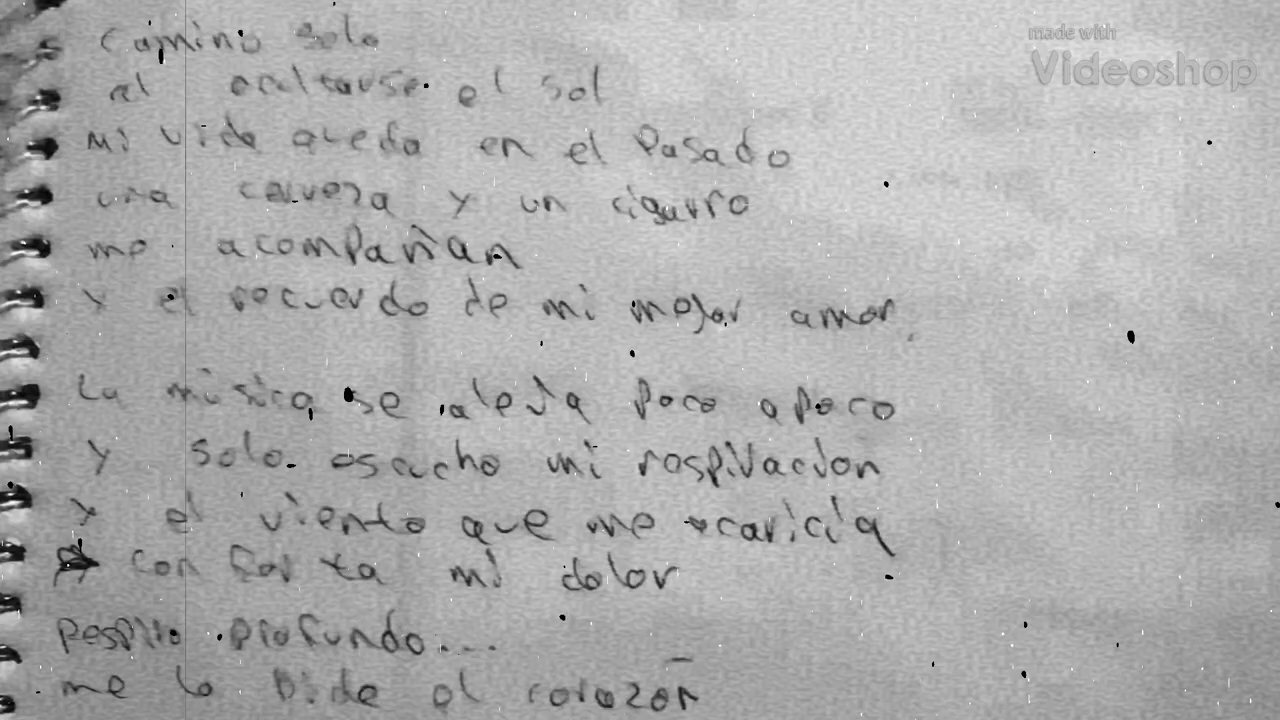 made with
Videoshop
Camino solo
al ocultarse el sol
Mi vida queda en el Pasado
una cerveza y un cigarro
me acompañan
y el recuerdo de mi mejor amor
La música se aleja poco apoco
y solo escucho mi respiración
y el viento que me acaricia
conforta mi dolor
Respiro profundo...
me lo Pide el corazón